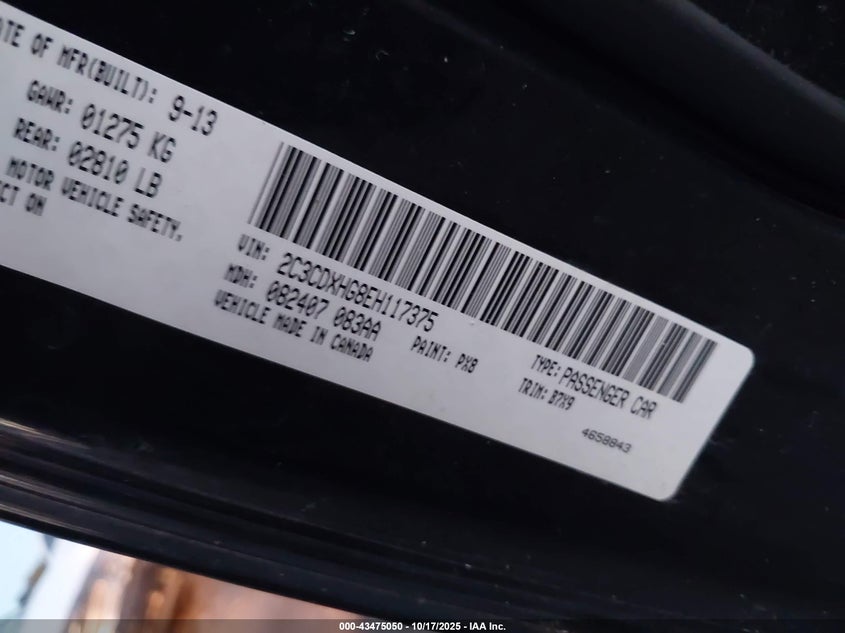 ATE OF MFR(BUILT): 9-13
GAWR: 01275 KG
REAR: 02810 LB
MOTOR VEHICLE SAFETY,
CT ON
VIN: 2C3CDXHG8EH117375
MDH: 082407 083AA
VEHICLE MADE IN CANADA
PAINT: PX8
TYPE: PASSENGER CAR
TRIM: B7X9
4658843
000-43475050 - 10/17/2025 - IAA Inc.